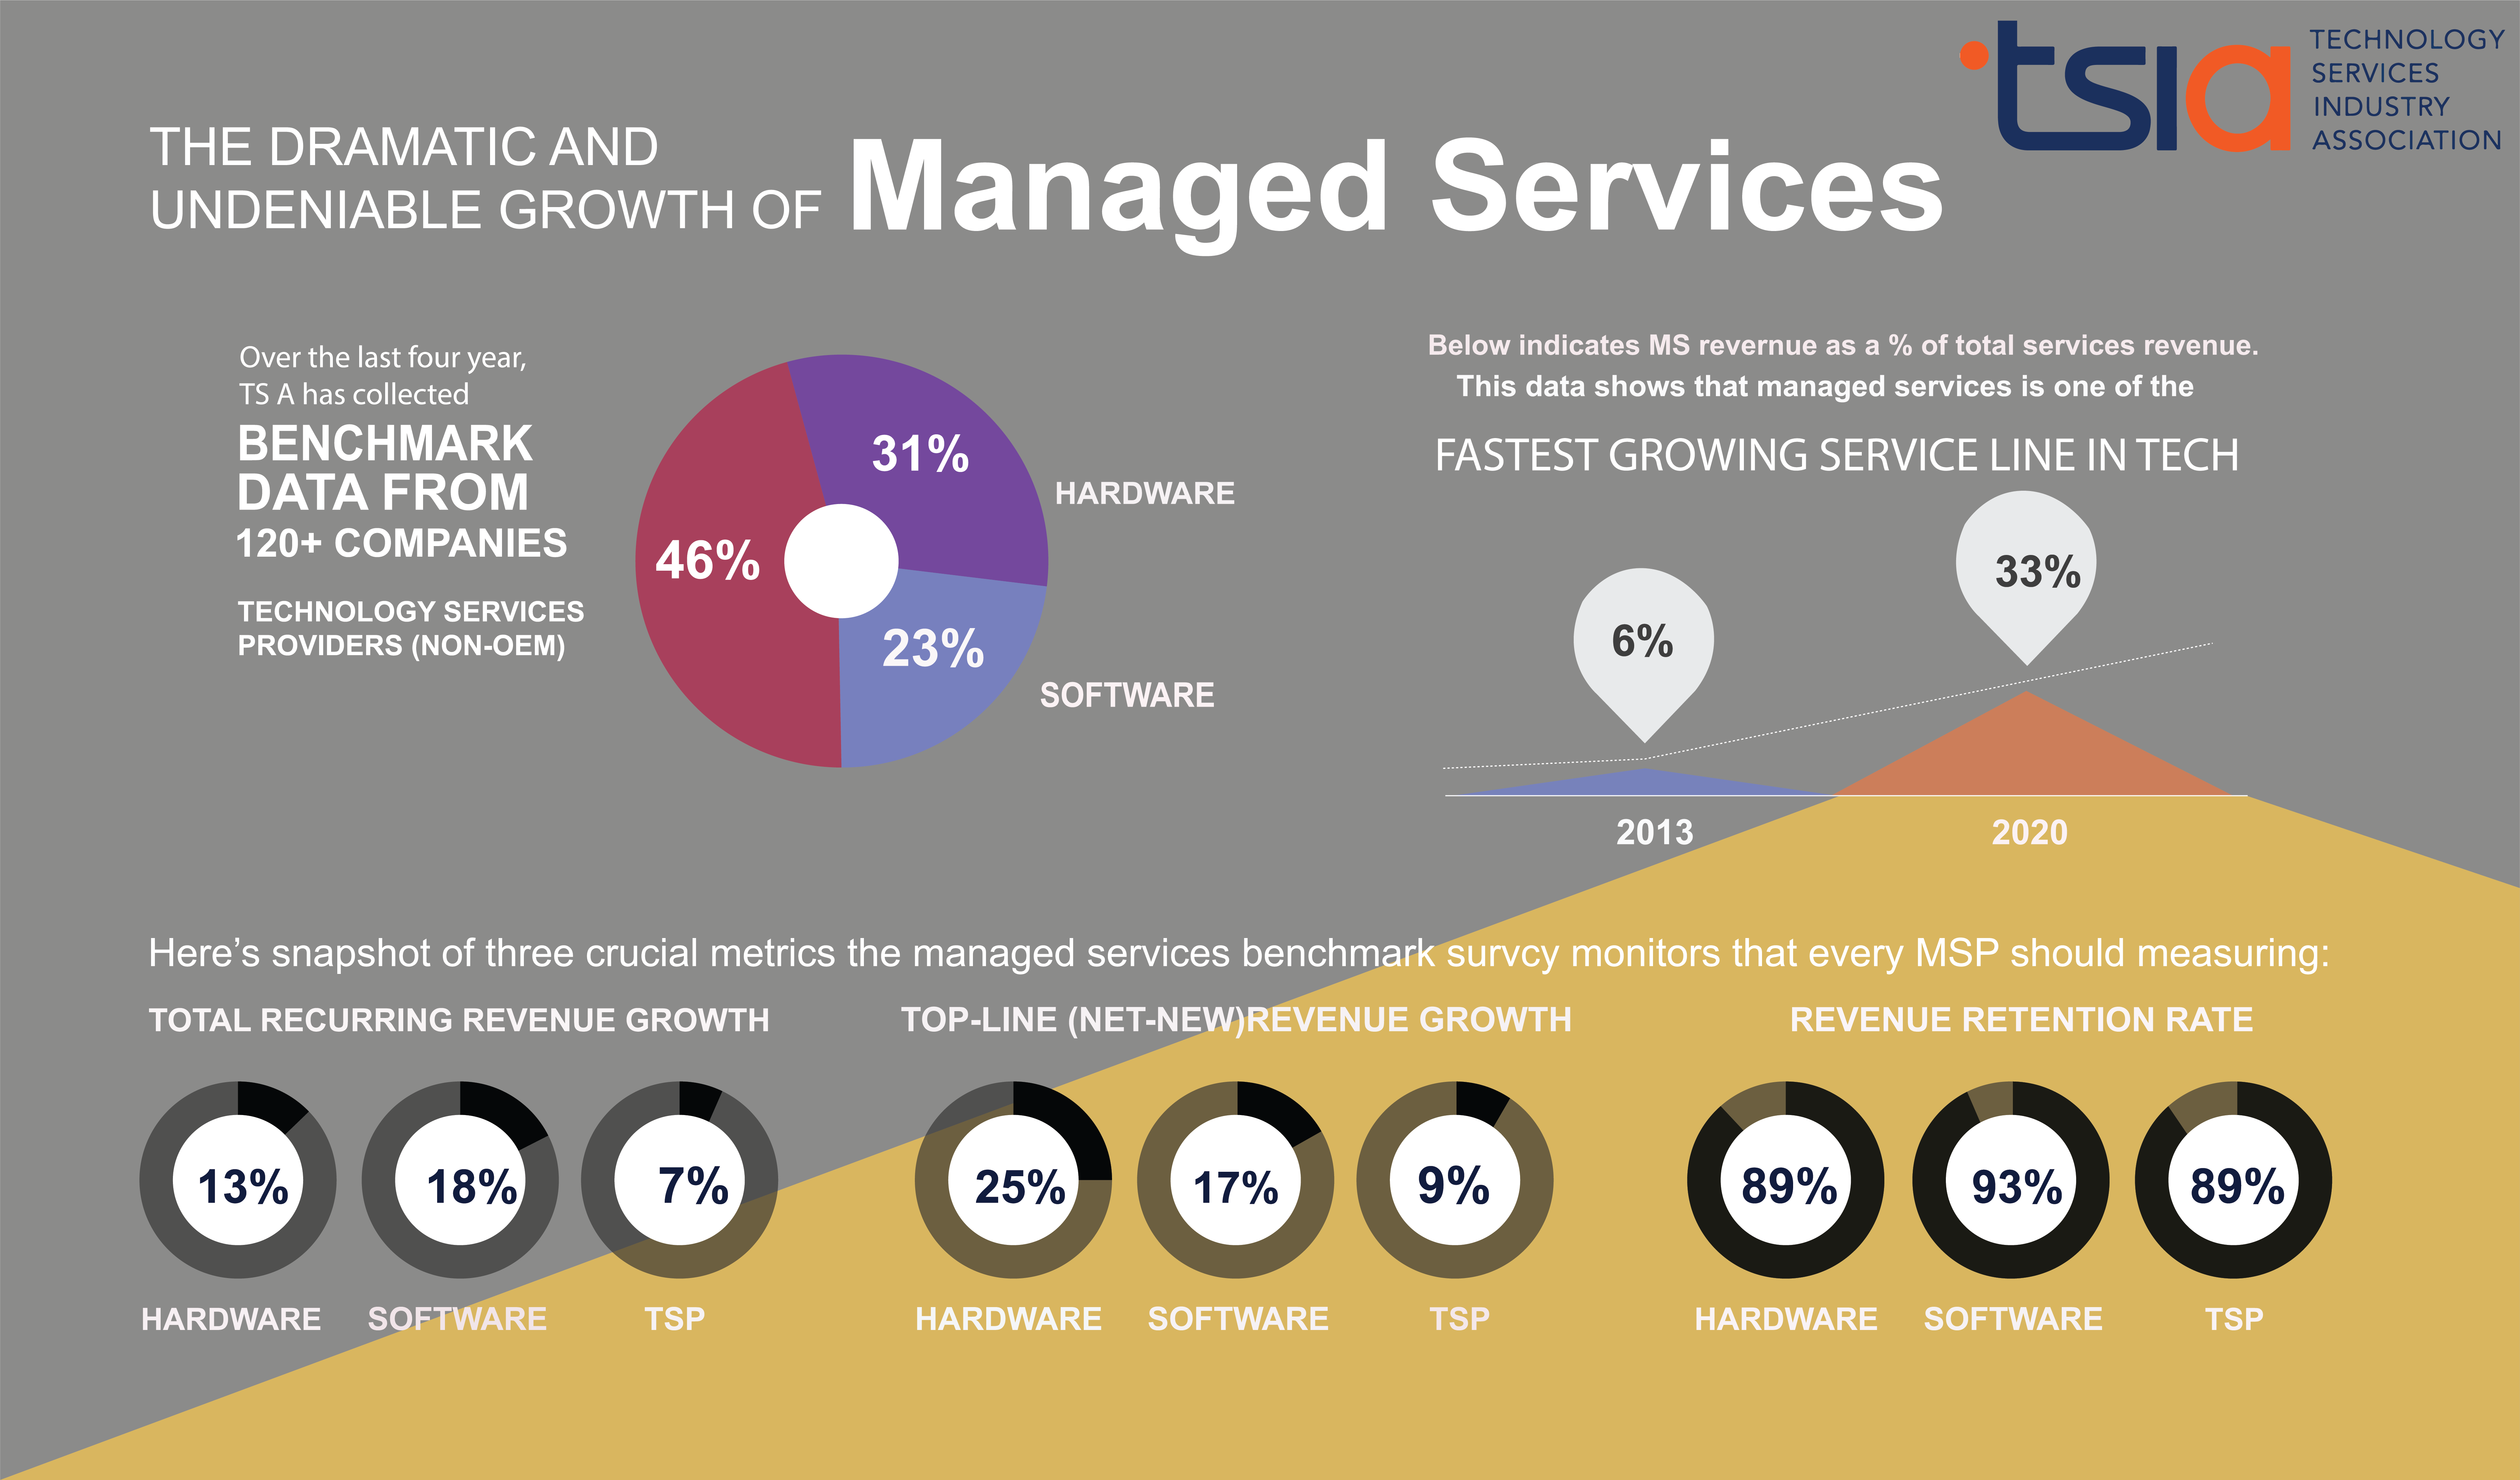 tsia
TECHNOLOGY
SERVICES
INDUSTRY
ASSOCIATION
THE DRAMATIC AND
UNDENIABLE GROWTH OF
Managed Services
Over the last four year,
TS A has collected
BENCHMARK
DATA FROM
120+ COMPANIES
TECHNOLOGY SERVICES
PROVIDERS (NON-OEM)
31%
HARDWARE
46%
23%
SOFTWARE
Below indicates MS revernue as a % of total services revenue.
This data shows that managed services is one of the
FASTEST GROWING SERVICE LINE IN TECH
6%
33%
2013
2020
Here’s snapshot of three crucial metrics the managed services benchmark survcy monitors that every MSP should measuring:
TOTAL RECURRING REVENUE GROWTH
13%
18%
7%
HARDWARE
SOFTWARE
TSP
TOP-LINE (NET-NEW)REVENUE GROWTH
25%
17%
9%
HARDWARE
SOFTWARE
TSP
REVENUE RETENTION RATE
89%
93%
89%
HARDWARE
SOFTWARE
TSP